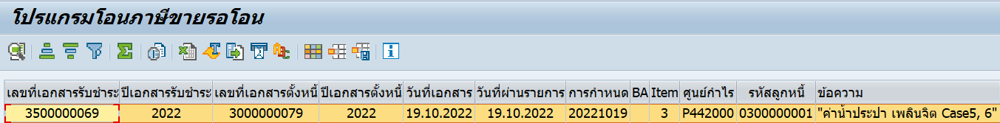 โปรแกรมโอนภาษีขายรอโอน
เลขที่เอกสารรับชำระ ปีเอกสารรับชำระ เลขที่เอกสารตั้งหนี้ ปีเอกสารตั้งหนี้ วันที่เอกสาร วันที่ผ่านรายการ การกำหนด BA Item ศูนย์กำไร รหัสลูกหนี้ ข้อความ
3500000069 2022 3000000079 2022 19.10.2022 19.10.2022 20221019 3 P442000 0300000001 "ค่าน้ำประปา เพลินจิต Case5, 6"